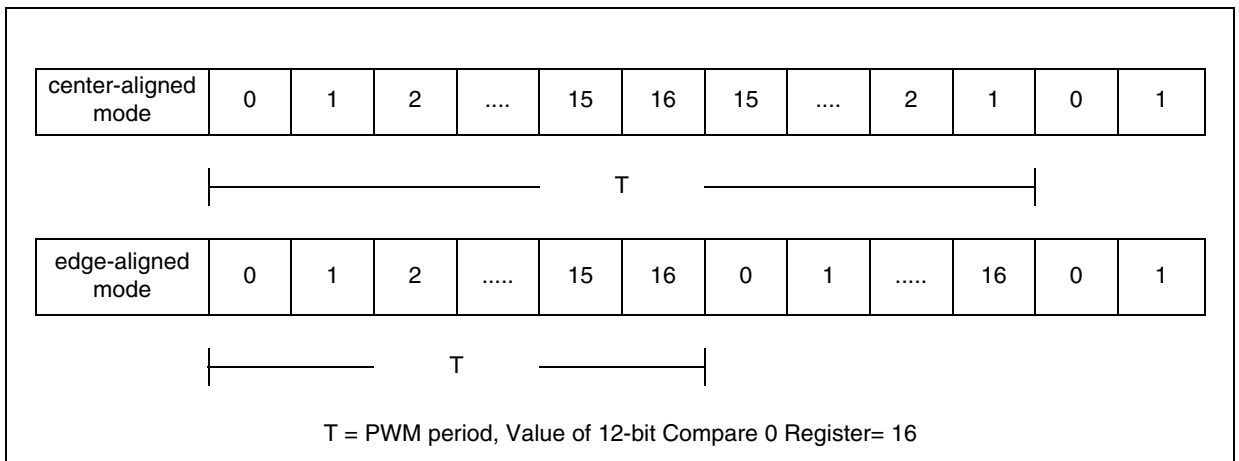 center-aligned mode 0 1 2 .... 15 16 15 .... 2 1 0 1
T
edge-aligned mode 0 1 2 ..... 15 16 0 1 ..... 16 0 1
T
T = PWM period, Value of 12-bit Compare 0 Register= 16